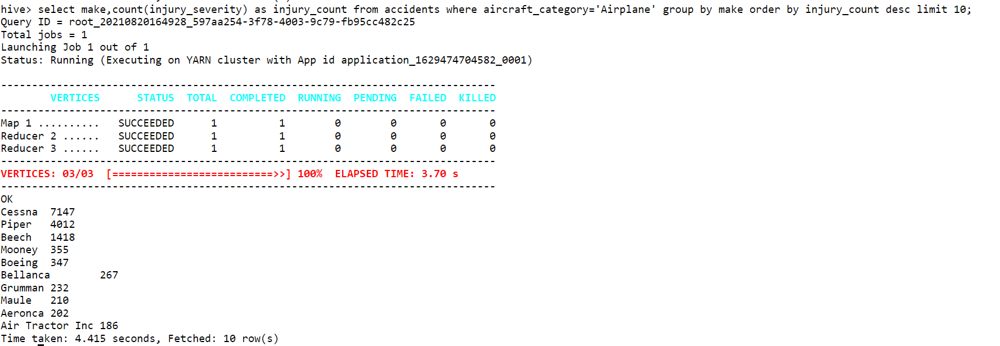 hive> select make,count(injury_severity) as injury_count from accidents where aircraft_category='Airplane' group by make order by injury_count desc limit 10;
Query ID = root_20210820164928_597aa254-3f78-4003-9c79-fb95cc482c25
Total jobs = 1
Launching Job 1 out of 1
Status: Running (Executing on YARN cluster with App id application_1629474704582_0001)
--------------------------------------------------------------------------------
        VERTICES      STATUS  TOTAL  COMPLETED  RUNNING  PENDING  FAILED  KILLED
--------------------------------------------------------------------------------
Map 1 ..........   SUCCEEDED      1          1        0        0       0       0
Reducer 2 ......   SUCCEEDED      1          1        0        0       0       0
Reducer 3 ......   SUCCEEDED      1          1        0        0       0       0
--------------------------------------------------------------------------------
VERTICES: 03/03  [==========================>>] 100%  ELAPSED TIME: 3.70 s
--------------------------------------------------------------------------------
OK
Cessna  7147
Piper   4012
Beech   1418
Mooney  355
Boeing  347
Bellanca        267
Grumman 232
Maule   210
Aeronca 202
Air Tractor Inc 186
Time taken: 4.415 seconds, Fetched: 10 row(s)